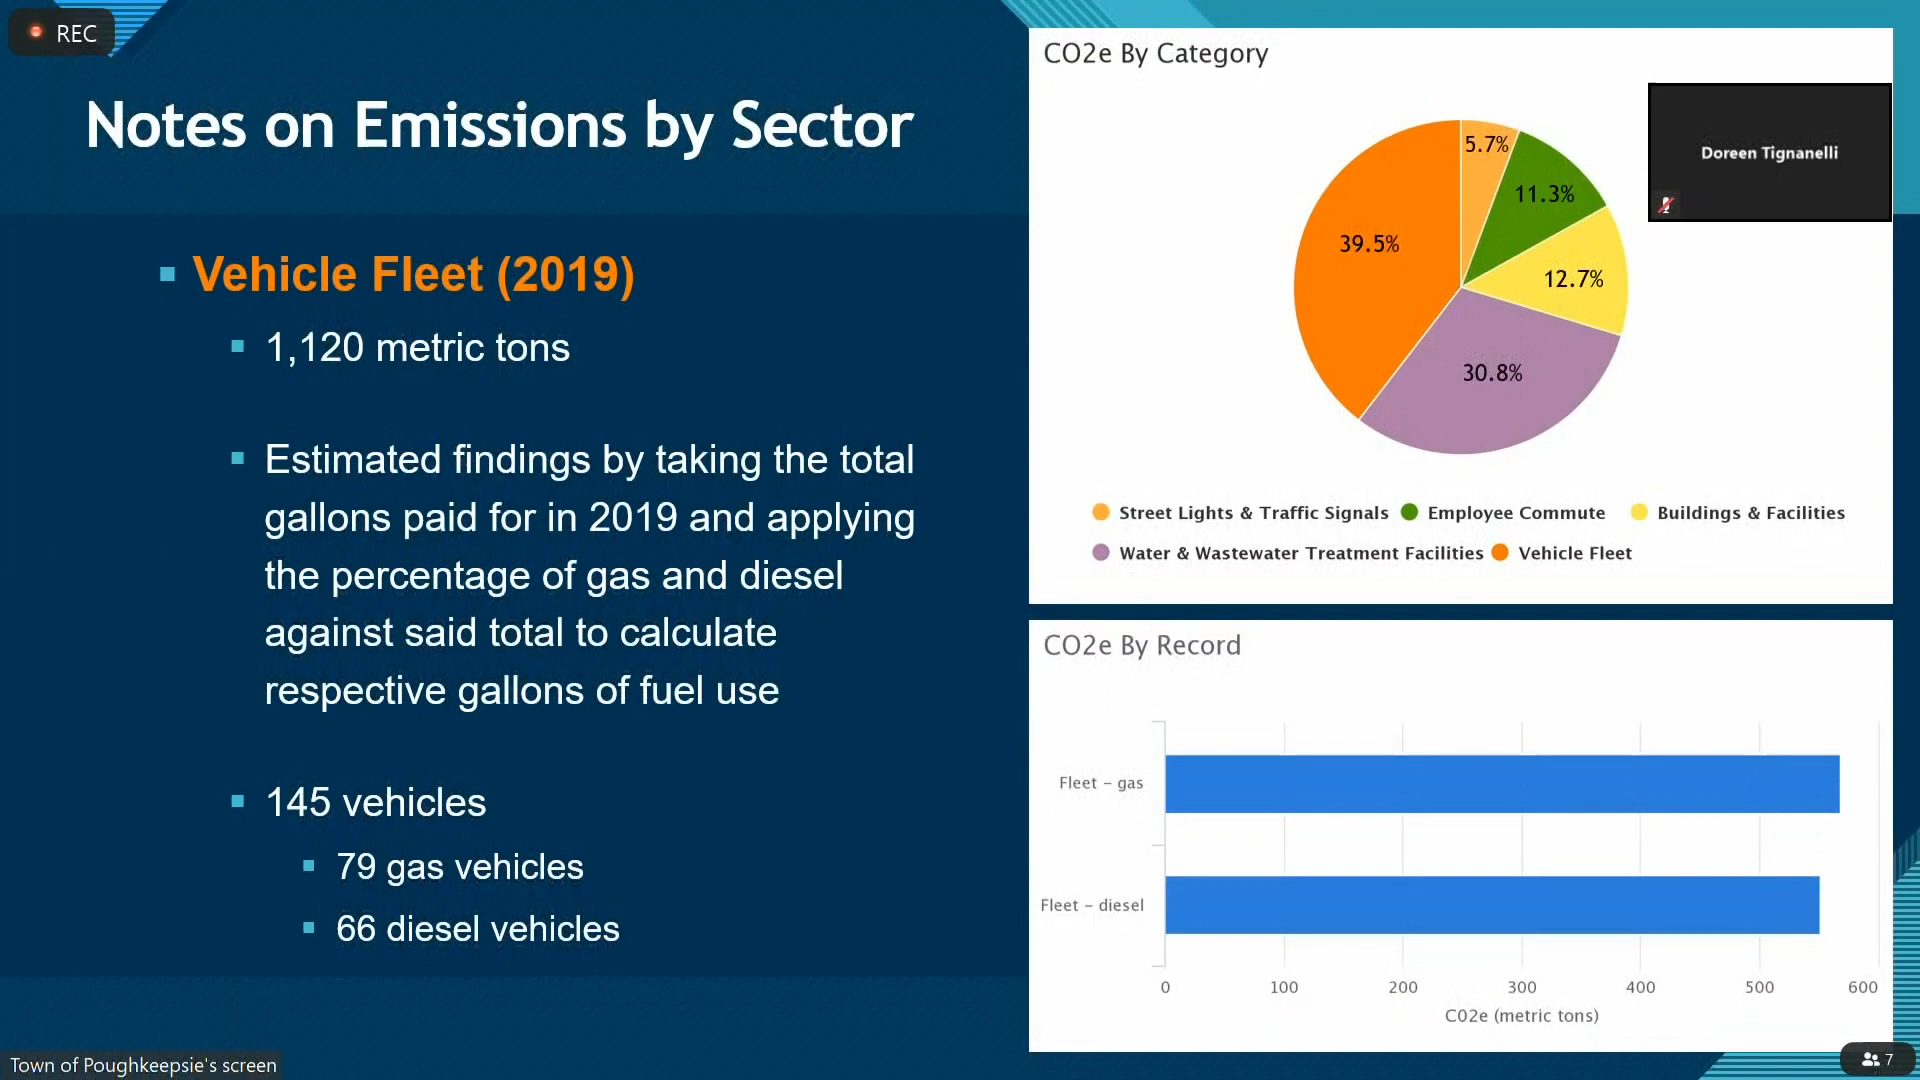 REC
Notes on Emissions by Sector
Vehicle Fleet (2019)
1,120 metric tons
Estimated findings by taking the total
gallons paid for in 2019 and applying
the percentage of gas and diesel
against said total to calculate
respective gallons of fuel use
145 vehicles
79 gas vehicles
66 diesel vehicles
CO2e By Category
5.7%
11.3%
12.7%
30.8%
39.5%
Doreen Tignanelli
Street Lights & Traffic Signals Employee Commute Buildings & Facilities
Water & Wastewater Treatment Facilities Vehicle Fleet
CO2e By Record
Fleet – gas
Fleet – diesel
0 100 200 300 400 500 600
C02e (metric tons)
Town of Poughkeepsie's screen
7